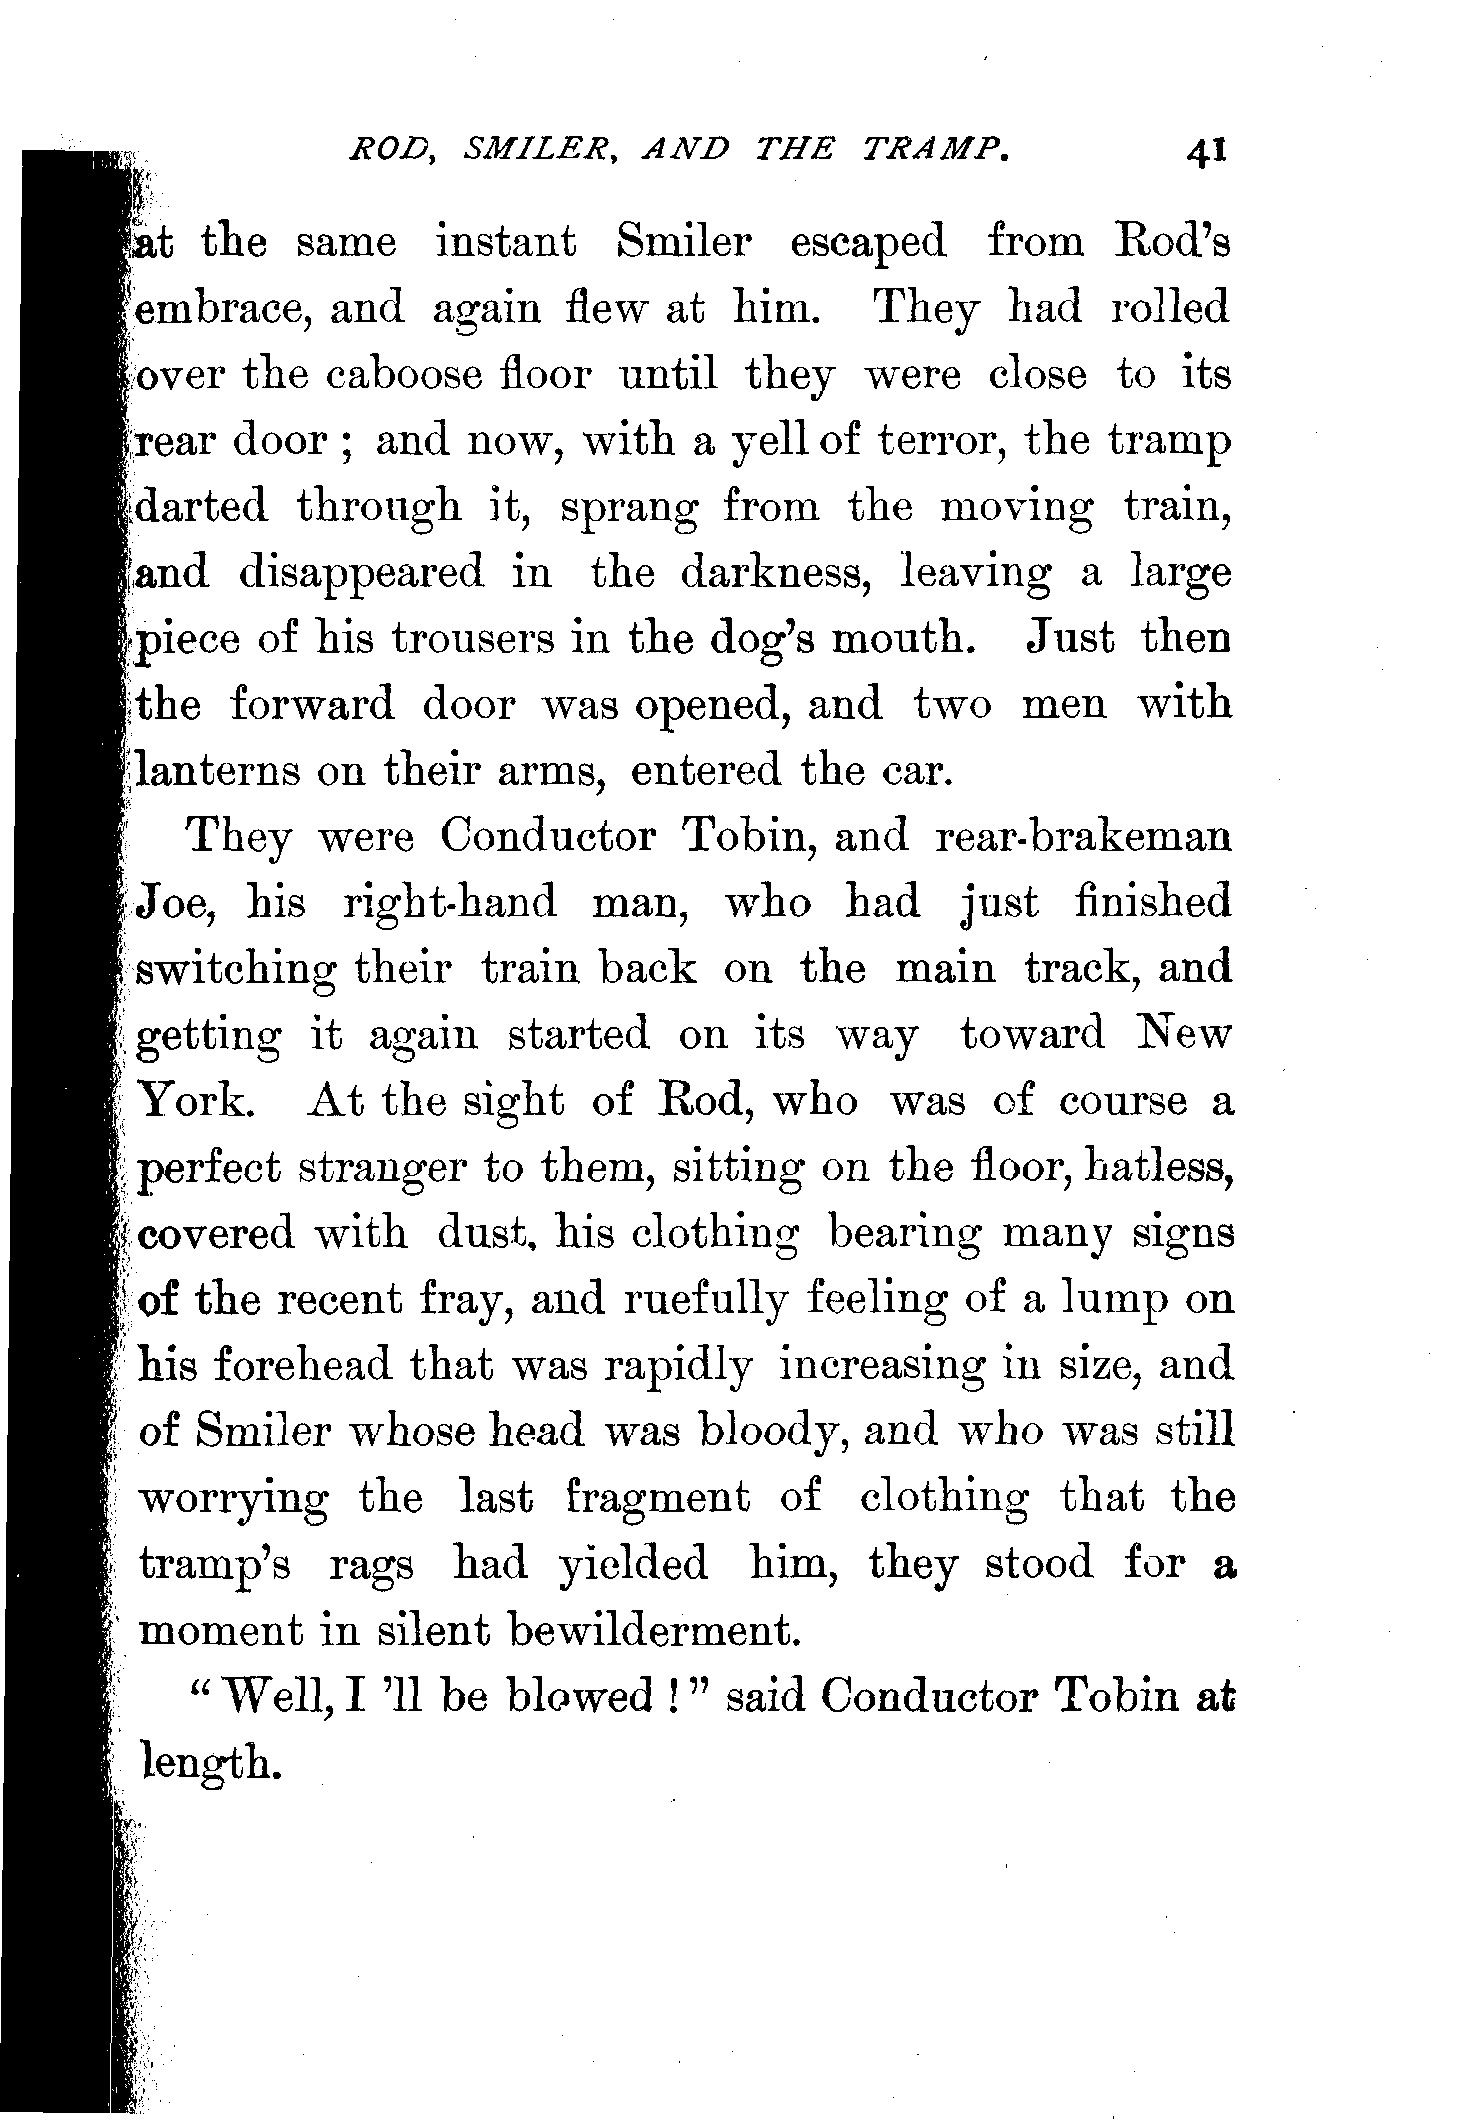 ROD, SMILER, AND THE TRAMP. 41
at the same instant Smiler escaped from Rod's
embrace, and again flew at him. They had rolled
over the caboose floor until they were close to its
rear door ; and now, with a yell of terror, the tramp
darted through it, sprang from the moving train,
and disappeared in the darkness, leaving a large
piece of his trousers in the dog's mouth. Just then
the forward door was opened, and two men with
lanterns on their arms, entered the car.
They were Conductor Tobin, and rear-brakeman
Joe, his right-hand man, who had just finished
switching their train back on the main track, and
getting it again started on its way toward New
York. At the sight of Rod, who was of course a
perfect stranger to them, sitting on the floor, hatless,
covered with dust, his clothing bearing many signs
of the recent fray, and ruefully feeling of a lump on
his forehead that was rapidly increasing in size, and
of Smiler whose head was bloody, and who was still
worrying the last fragment of clothing that the
tramp's rags had yielded him, they stood for a
moment in silent bewilderment.
" Well, I 'll be blowed ! " said Conductor Tobin at
length.